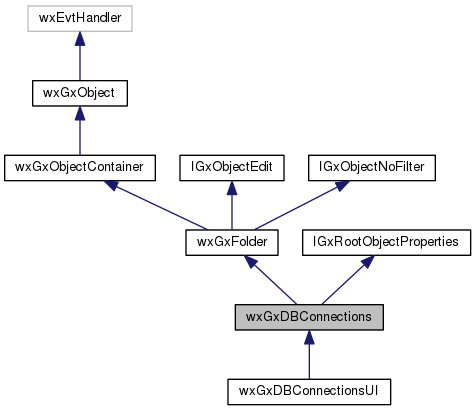 wxEvtHandler
wxGxObject
wxGxObjectContainer
IGxObjectEdit
IGxObjectNoFilter
wxGxFolder
IGxRootObjectProperties
wxGxDBConnections
wxGxDBConnectionsUI